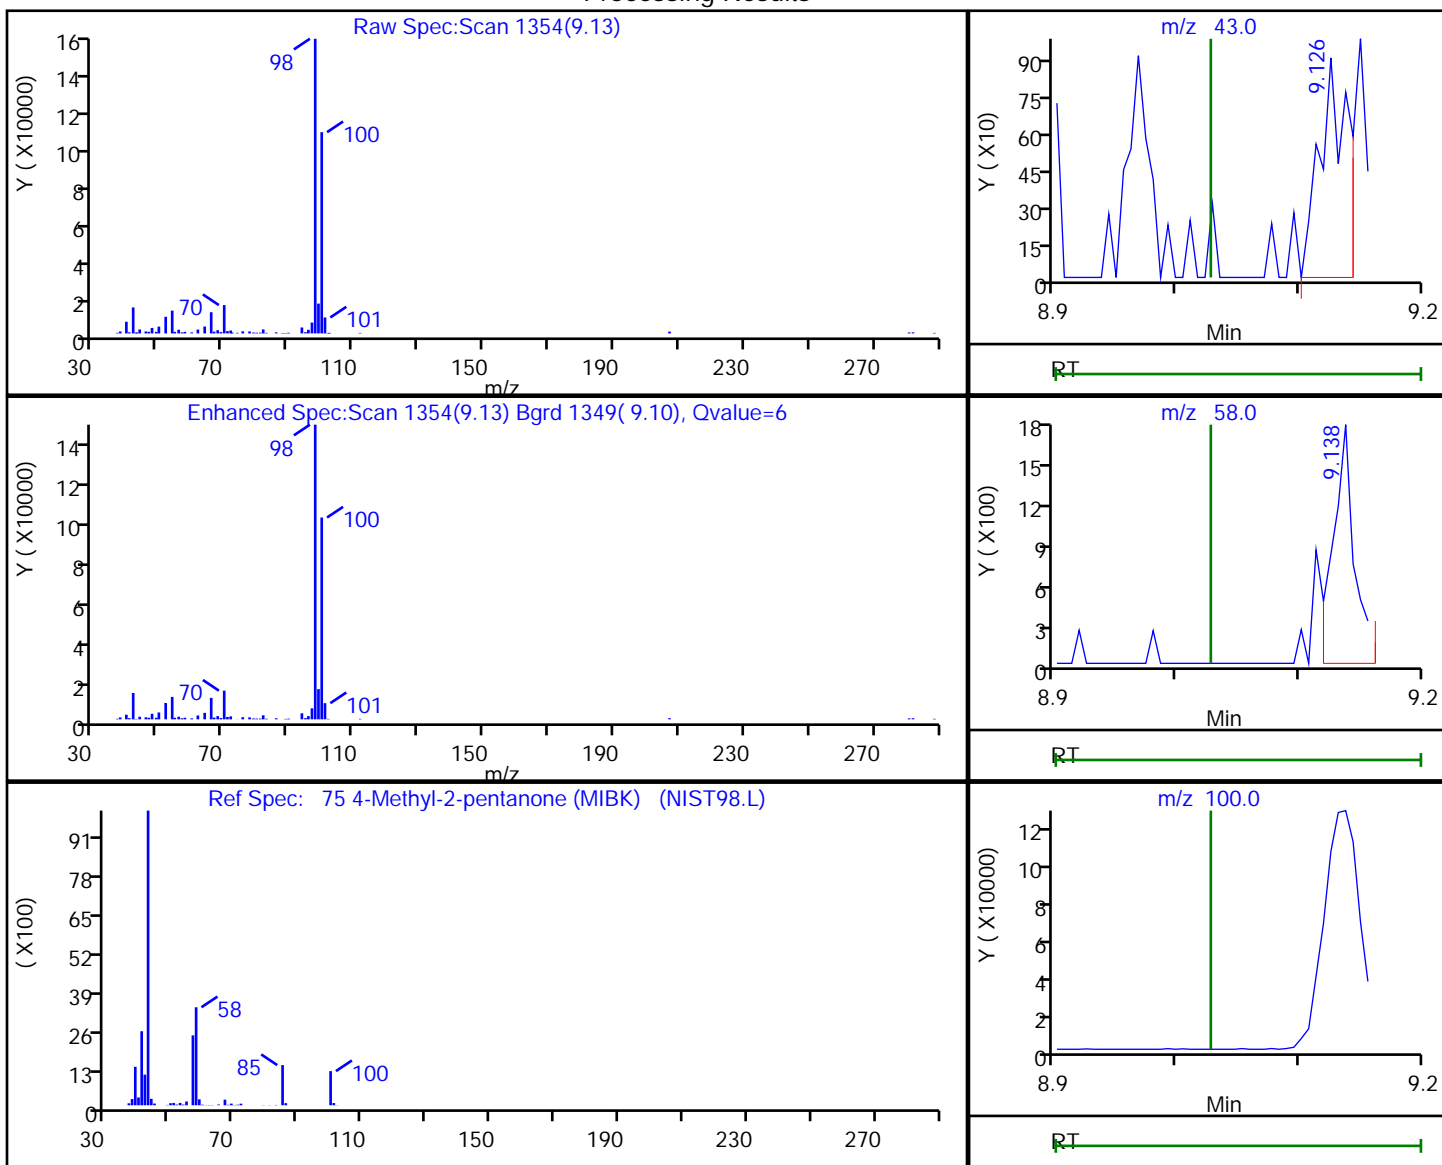 Processing Results
Raw Spec:Scan 1354(9.13)
Y ( X10000)
16
14
12
10
8
6
4
2
0
98
100
70
101
30 70 110 150 190 230 270
m/z
m/z 43.0
Y ( X10)
90
75
60
45
30
15
0
9.126
8.9 9.2
Min
RT
Enhanced Spec:Scan 1354(9.13) Bgrd 1349( 9.10), Qvalue=6
Y ( X10000)
14
12
10
8
6
4
2
0
98
100
70
101
30 70 110 150 190 230 270
m/z
m/z 58.0
Y ( X100)
18
15
12
9
6
3
0
9.138
8.9 9.2
Min
RT
Ref Spec: 75 4-Methyl-2-pentanone (MIBK) (NIST98.L)
( X100)
91
78
65
52
39
26
13
0
58
85
100
30 70 110 150 190 230 270
m/z 100.0
Y ( X10000)
12
10
8
6
4
2
0
8.9 9.2
Min
RT